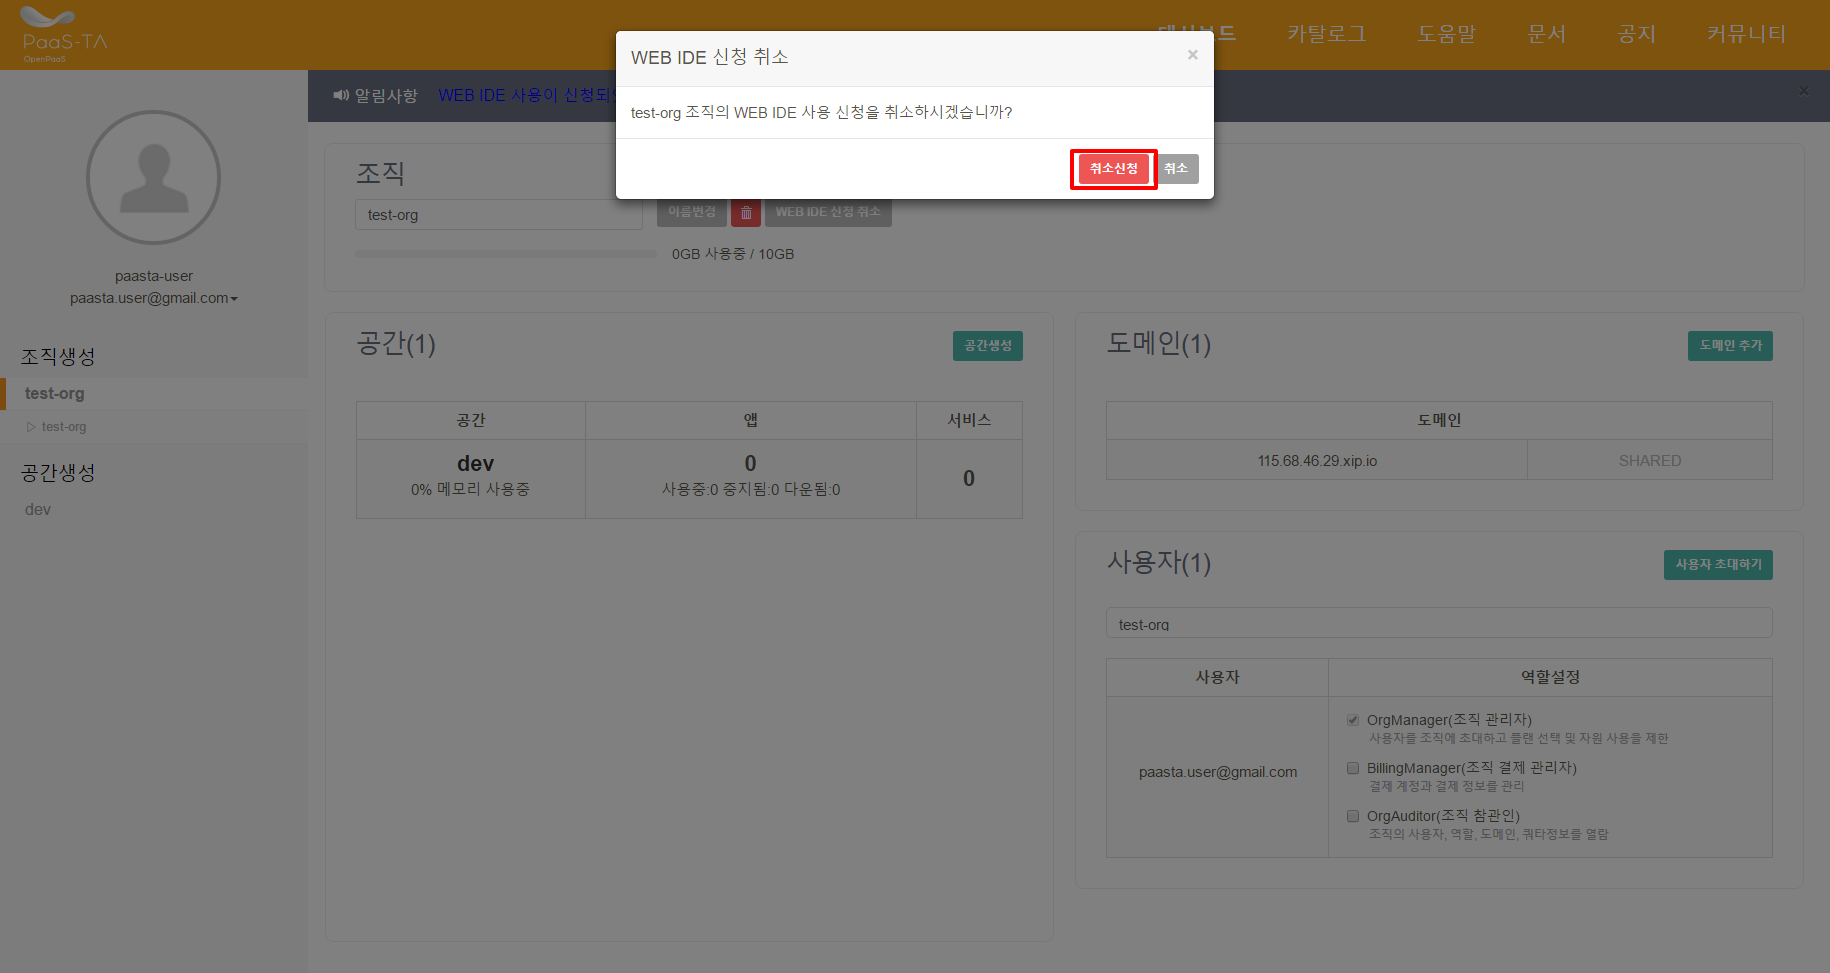 PaaS-TA
OpenPaaS
카탈로그
도움말
문서
공지
커뮤니티
WEB IDE 신청 취소
×
test-org 조직의 WEB IDE 사용 신청을 취소하시겠습니까?
취소신청
취소
알림사항
WEB IDE 사용이 신청되
×
paasta-user
paasta.user@gmail.com
조직생성
test-org
test-org
공간생성
dev
조직
test-org
이름변경
WEB IDE 신청 취소
0GB 사용중 / 10GB
공간(1)
공간생성
공간 앱 서비스
dev
0% 메모리 사용중
0
사용중:0 중지됨:0 다운됨:0
0
도메인(1)
도메인 추가
도메인
115.68.46.29.xip.io SHARED
사용자(1)
사용자 초대하기
test-org
사용자 역할설정
paasta.user@gmail.com
OrgManager(조직 관리자)
사용자를 조직에 초대하고 플랜 선택 및 자원 사용을 제한
BillingManager(조직 결제 관리자)
결제 계정과 결제 정보를 관리
OrgAuditor(조직 참관인)
조직의 사용자, 역할, 도메인, 쿼타정보를 열람